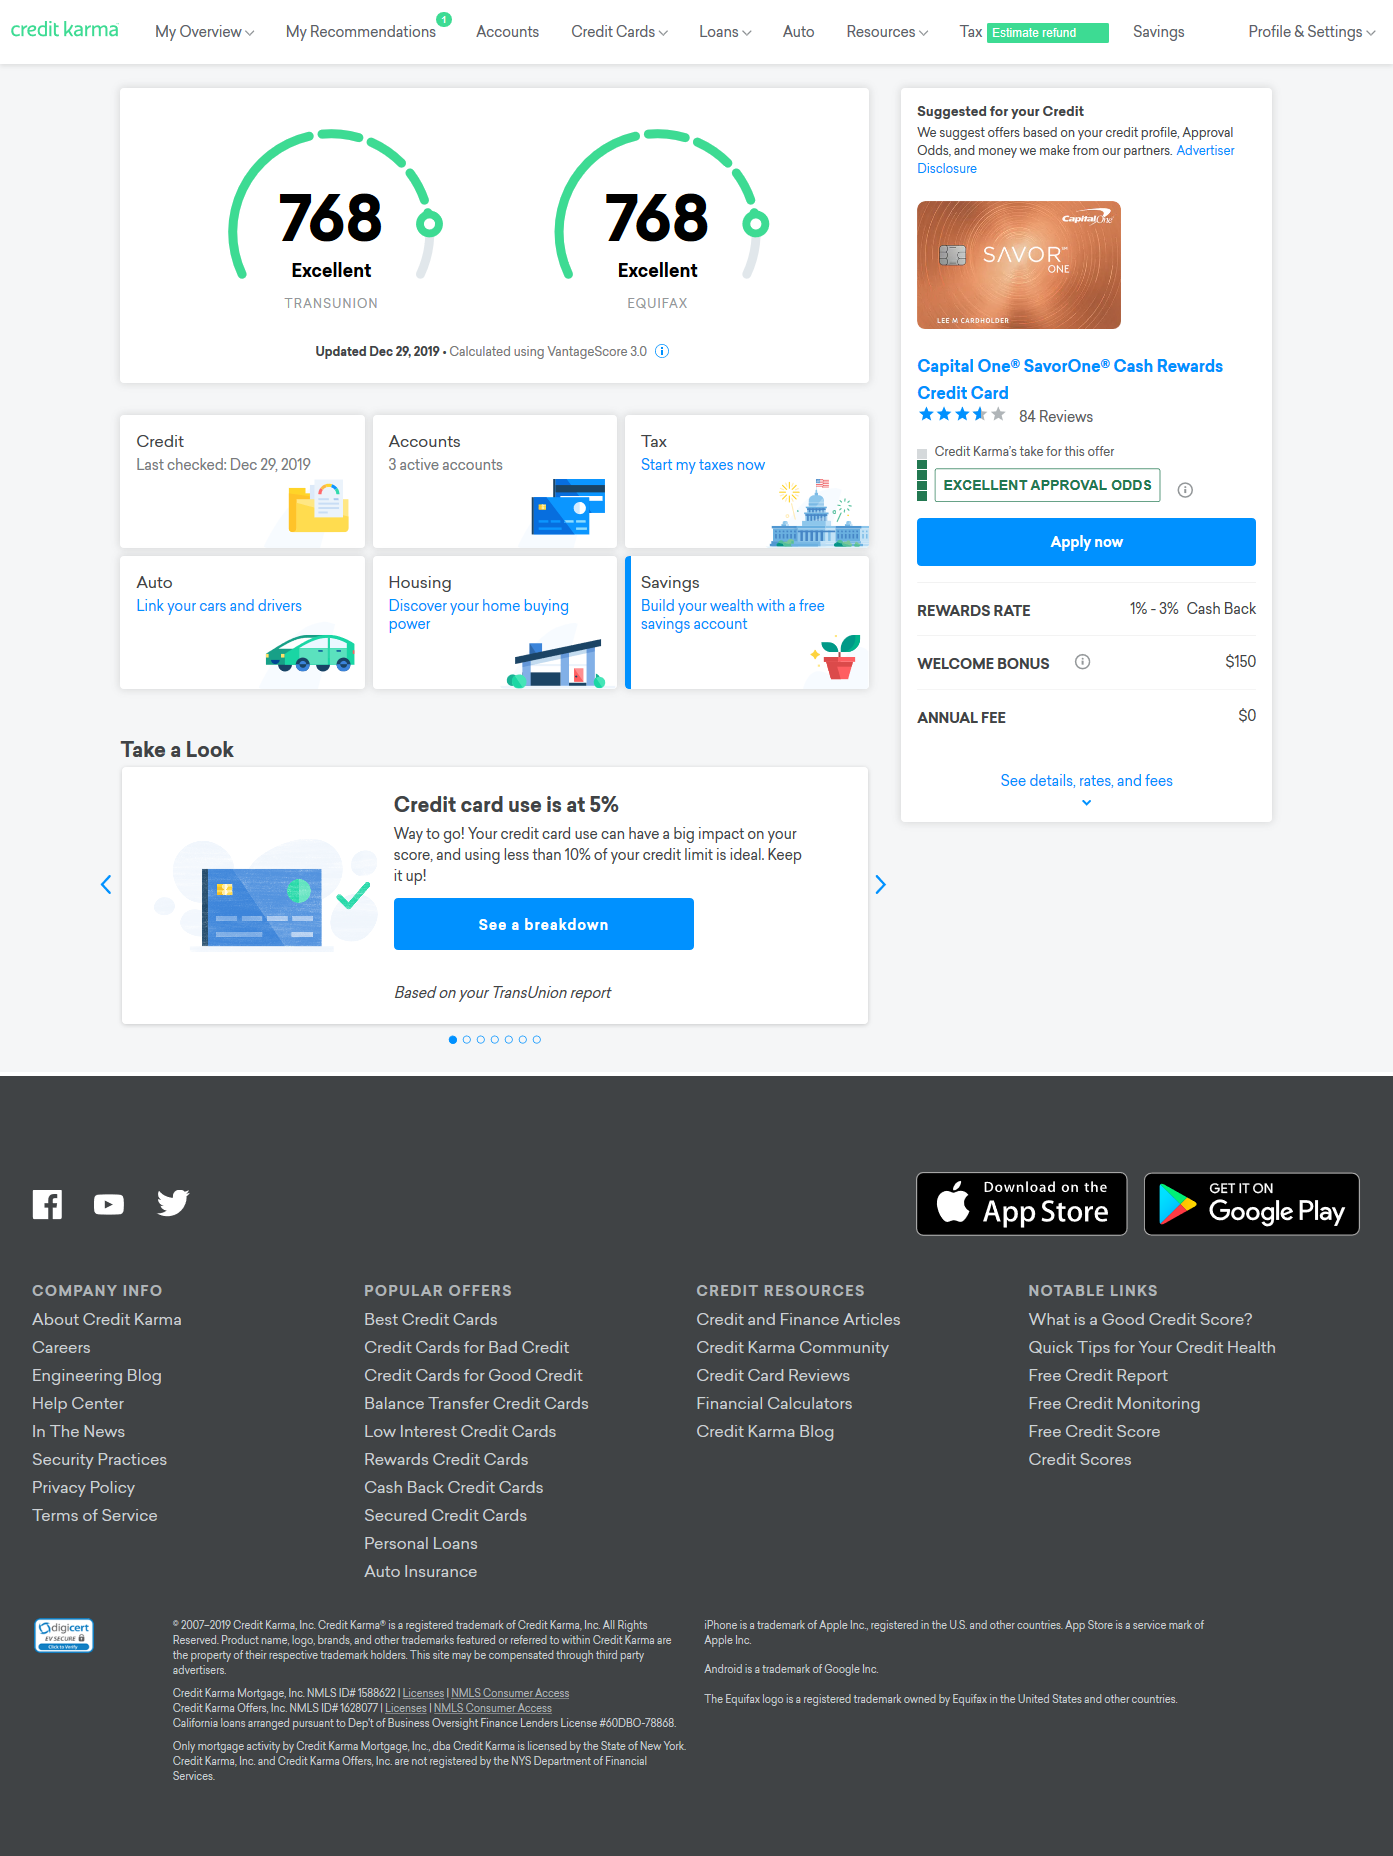 credit karma
My Overview
My Recommendations
1
Accounts
Credit Cards
Loans
Auto
Resources
Tax
Estimate refund
Savings
Profile & Settings
768
Excellent
TRANSUNION
768
Excellent
EQUIFAX
Updated Dec 29, 2019 • Calculated using VantageScore 3.0
Credit
Last checked: Dec 29, 2019
Accounts
3 active accounts
Tax
Start my taxes now
Auto
Link your cars and drivers
Housing
Discover your home buying
power
Savings
Build your wealth with a free
savings account
Suggested for your Credit
We suggest offers based on your credit profile, Approval
Odds, and money we make from our partners. Advertiser
Disclosure
Capital One
SAVOR
ONE
LEE M CARDHOLDER
Capital One® SavorOne® Cash Rewards
Credit Card
84 Reviews
Credit Karma's take for this offer
EXCELLENT APPROVAL ODDS
Apply now
REWARDS RATE
1% - 3% Cash Back
WELCOME BONUS
$150
ANNUAL FEE
$0
See details, rates, and fees
Take a Look
Credit card use is at 5%
Way to go! Your credit card use can have a big impact on your
score, and using less than 10% of your credit limit is ideal. Keep
it up!
See a breakdown
Based on your TransUnion report
Download on the
App Store
GET IT ON
Google Play
COMPANY INFO
About Credit Karma
Careers
Engineering Blog
Help Center
In The News
Security Practices
Privacy Policy
Terms of Service
POPULAR OFFERS
Best Credit Cards
Credit Cards for Bad Credit
Credit Cards for Good Credit
Balance Transfer Credit Cards
Low Interest Credit Cards
Rewards Credit Cards
Cash Back Credit Cards
Secured Credit Cards
Personal Loans
Auto Insurance
CREDIT RESOURCES
Credit and Finance Articles
Credit Karma Community
Credit Card Reviews
Financial Calculators
Credit Karma Blog
NOTABLE LINKS
What is a Good Credit Score?
Quick Tips for Your Credit Health
Free Credit Report
Free Credit Monitoring
Free Credit Score
Credit Scores
digicert
EV SECURE
Click to Verify
© 2007–2019 Credit Karma, Inc. Credit Karma® is a registered trademark of Credit Karma, Inc. All Rights
Reserved. Product name, logo, brands, and other trademarks featured or referred to within Credit Karma are
the property of their respective trademark holders. This site may be compensated through third party
advertisers.
Credit Karma Mortgage, Inc. NMLS ID# 1588622 | Licenses | NMLS Consumer Access
Credit Karma Offers, Inc. NMLS ID# 1628077 | Licenses | NMLS Consumer Access
California loans arranged pursuant to Dep't of Business Oversight Finance Lenders License #60DBO-78868.
Only mortgage activity by Credit Karma Mortgage, Inc., dba Credit Karma is licensed by the State of New York.
Credit Karma, Inc. and Credit Karma Offers, Inc. are not registered by the NYS Department of Financial
Services.
iPhone is a trademark of Apple Inc., registered in the U.S. and other countries. App Store is a service mark of
Apple Inc.
Android is a trademark of Google Inc.
The Equifax logo is a registered trademark owned by Equifax in the United States and other countries.